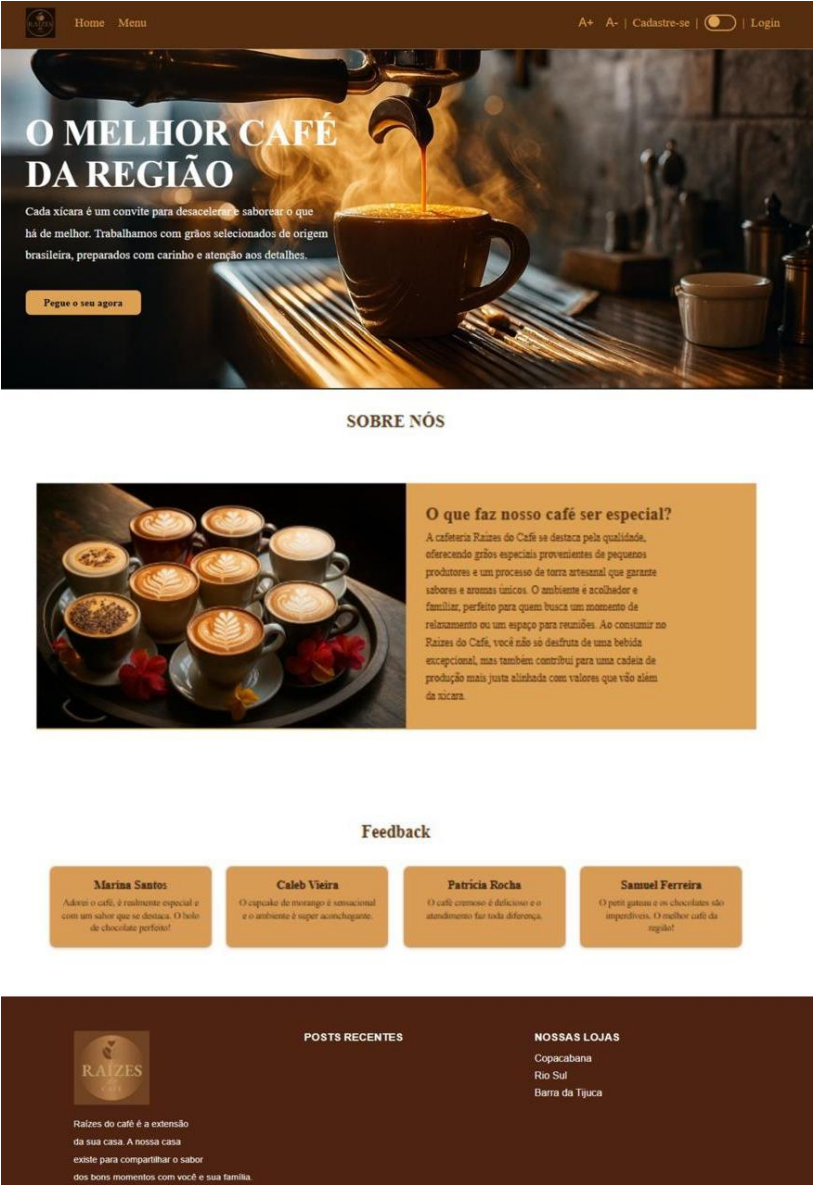 RAÍZES
Home Menu A+ A- | Cadastre-se | | Login
O MELHOR CAFÉ
DA REGIÃO
Cada xícara é um convite para desacelerar e saborear o que
há de melhor. Trabalhamos com grãos selecionados de origem
brasileira, preparados com carinho e atenção aos detalhes.
Pegue o seu agora
SOBRE NÓS
O que faz nosso café ser especial?
A cafeteria Raízes do Café se destaca pela qualidade,
oferecendo grãos especiais provenientes de pequenos
produtores e um processo de torra artesanal que garante
sabores e aromas únicos. O ambiente é acolhedor e
familiar, perfeito para quem busca um momento de
relaxamento ou um espaço para reuniões. Ao consumir no
Raízes do Café, você não só desfruta de uma bebida
excepcional, mas também contribui para uma cadeia de
produção mais justa alinhada com valores que vão além
da xícara.
Feedback
Marina Santos
Adorei o café, é realmente especial e
com um sabor que se destaca. O bolo
de chocolate perfeito!
Caleb Vieira
O cupcake de morango é sensacional
e o ambiente é super aconchegante.
Patrícia Rocha
O café cremoso é delicioso e o
atendimento faz toda diferença.
Samuel Ferreira
O petit gateau e os chocolates são
imperdíveis. O melhor café da
região!
RAÍZES
CAFÉ
Raízes do café é a extensão
da sua casa. A nossa casa
existe para compartilhar o sabor
dos bons momentos com você e sua família.
POSTS RECENTES
NOSSAS LOJAS
Copacabana
Rio Sul
Barra da Tijuca